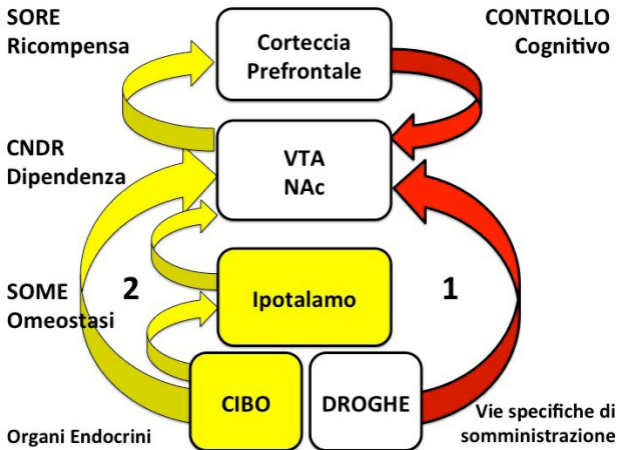 SORE
Ricompensa
Corteccia
Prefrontale
CONTROLLO
Cognitivo
CNDR
Dipendenza
VTA
NAc
SOME
Omeostasi
2
Ipotalamo
1
CIBO
DROGHE
Organi Endocrini
Vie specifiche di
somministrazione